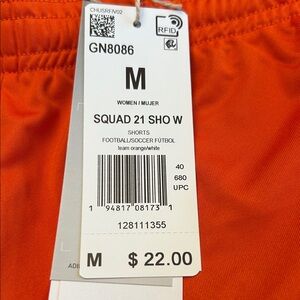 CHUSRFIV02
RFID
GN8086
M
WOMEN / MUJER
SQUAD 21 SHO W
SHORTS
FOOTBALL/SOCCER FÚTBOL
team orange/white
40
680
UPC
1 94817 08173 1
128111355
M $ 22.00